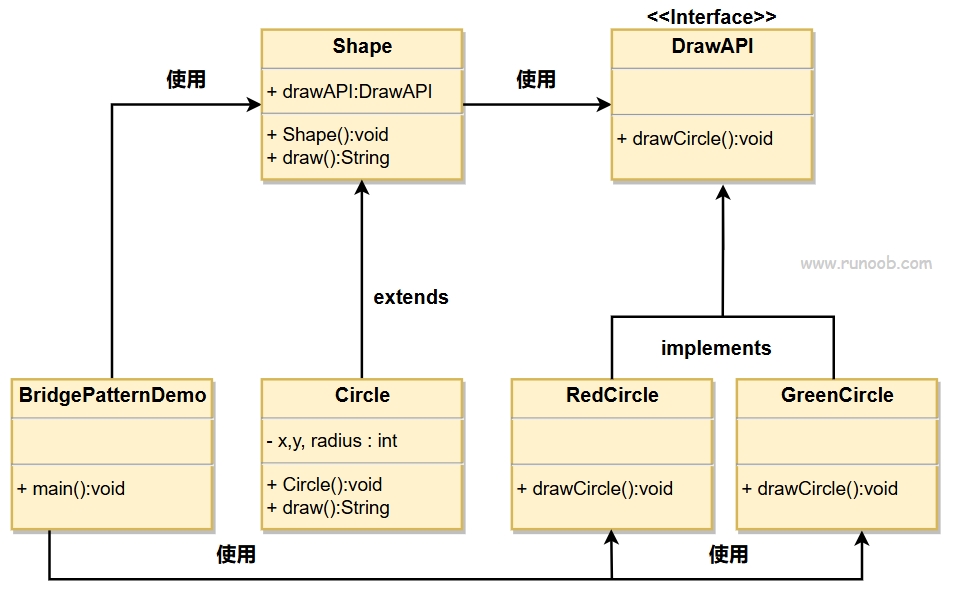 <<Interface>>
Shape
+ drawAPI:DrawAPI
+ Shape():void
+ draw():String
使用
使用
DrawAPI
+ drawCircle():void
www.runoob.com
extends
implements
BridgePatternDemo
+ main():void
Circle
- x,y, radius : int
+ Circle():void
+ draw():String
RedCircle
+ drawCircle():void
GreenCircle
+ drawCircle():void
使用
使用